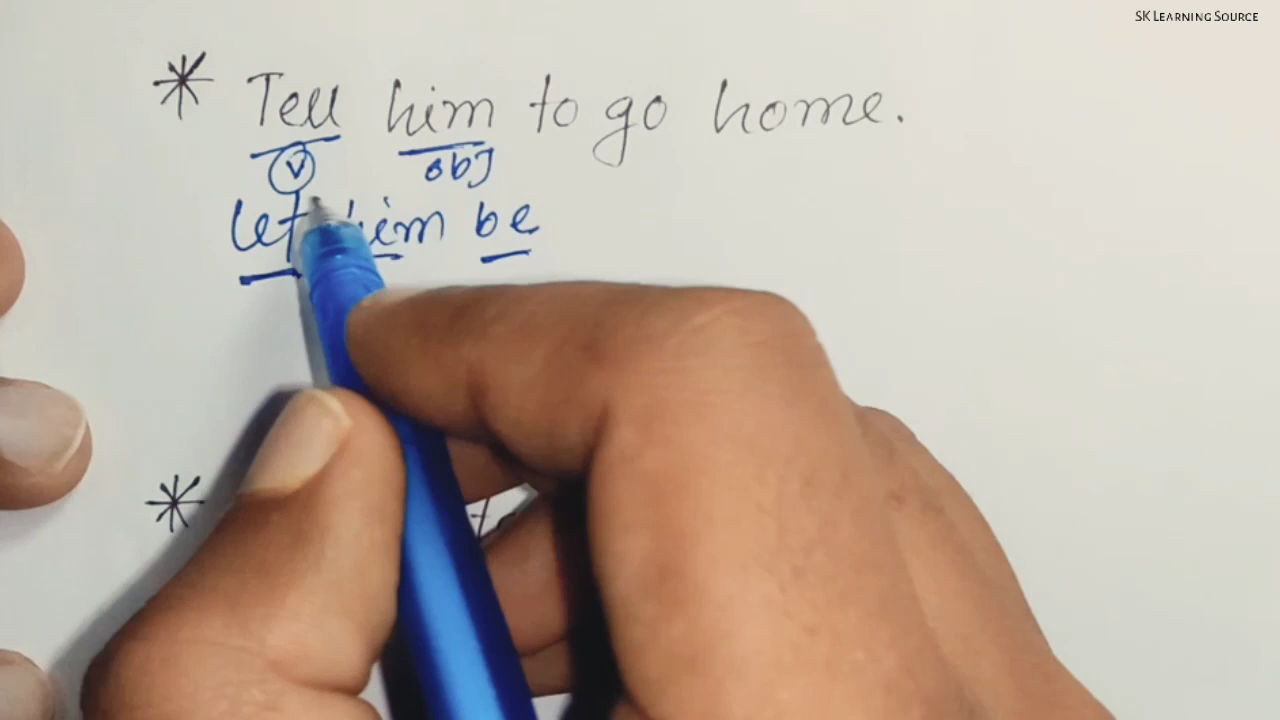 SK LEARNING SOURCE
* Tell him to go home.
V obj
let him be
*